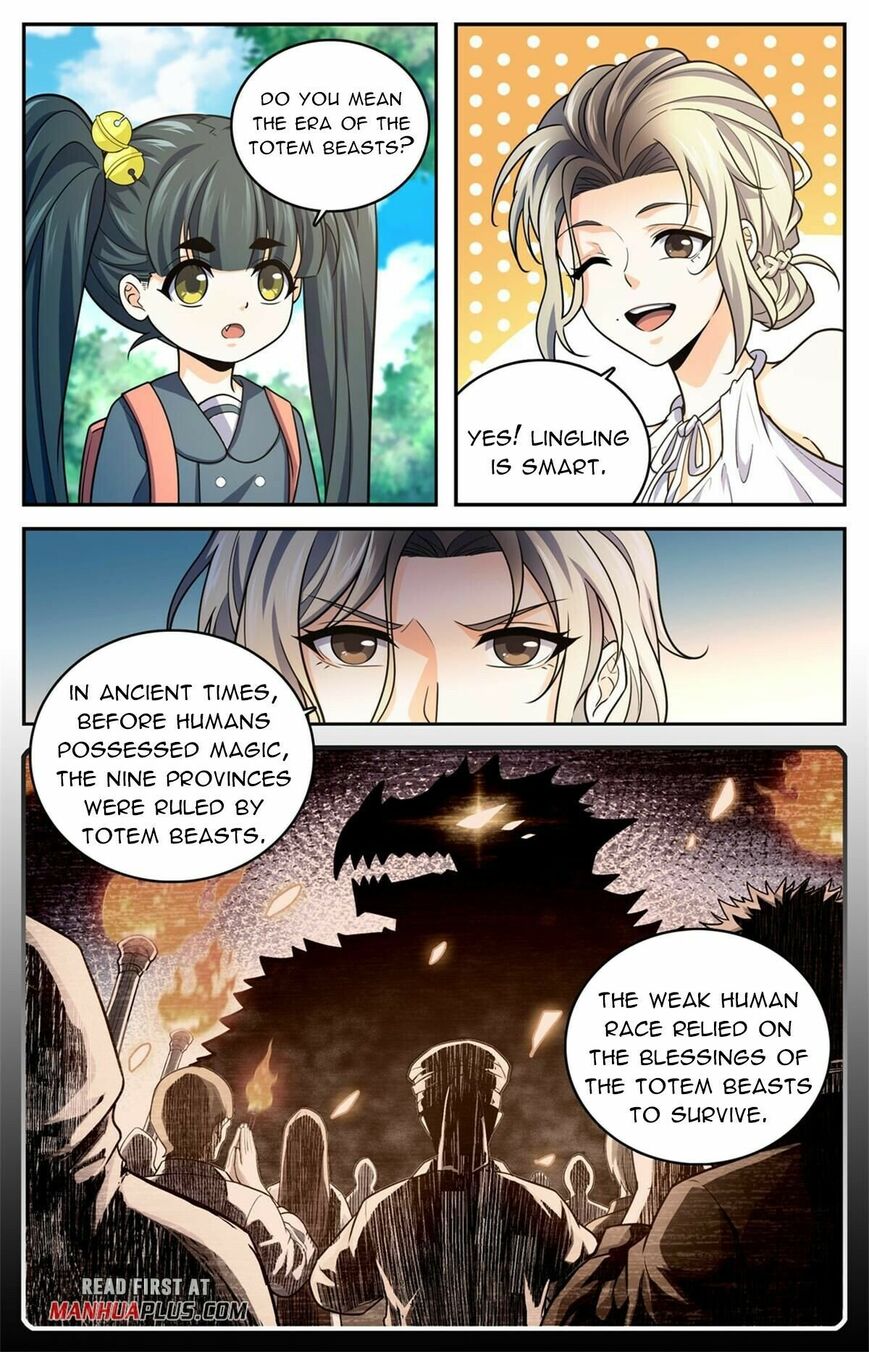 DO YOU MEAN
THE ERA OF THE
TOTEM BEASTS?
YES! LINGLING
IS SMART.
IN ANCIENT TIMES,
BEFORE HUMANS
POSSESSED MAGIC,
THE NINE PROVINCES
WERE RULED BY
TOTEM BEASTS.
THE WEAK HUMAN
RACE RELIED ON
THE BLESSINGS OF
THE TOTEM BEASTS
TO SURVIVE.
READ FIRST AT
MANHUAPLUS.COM